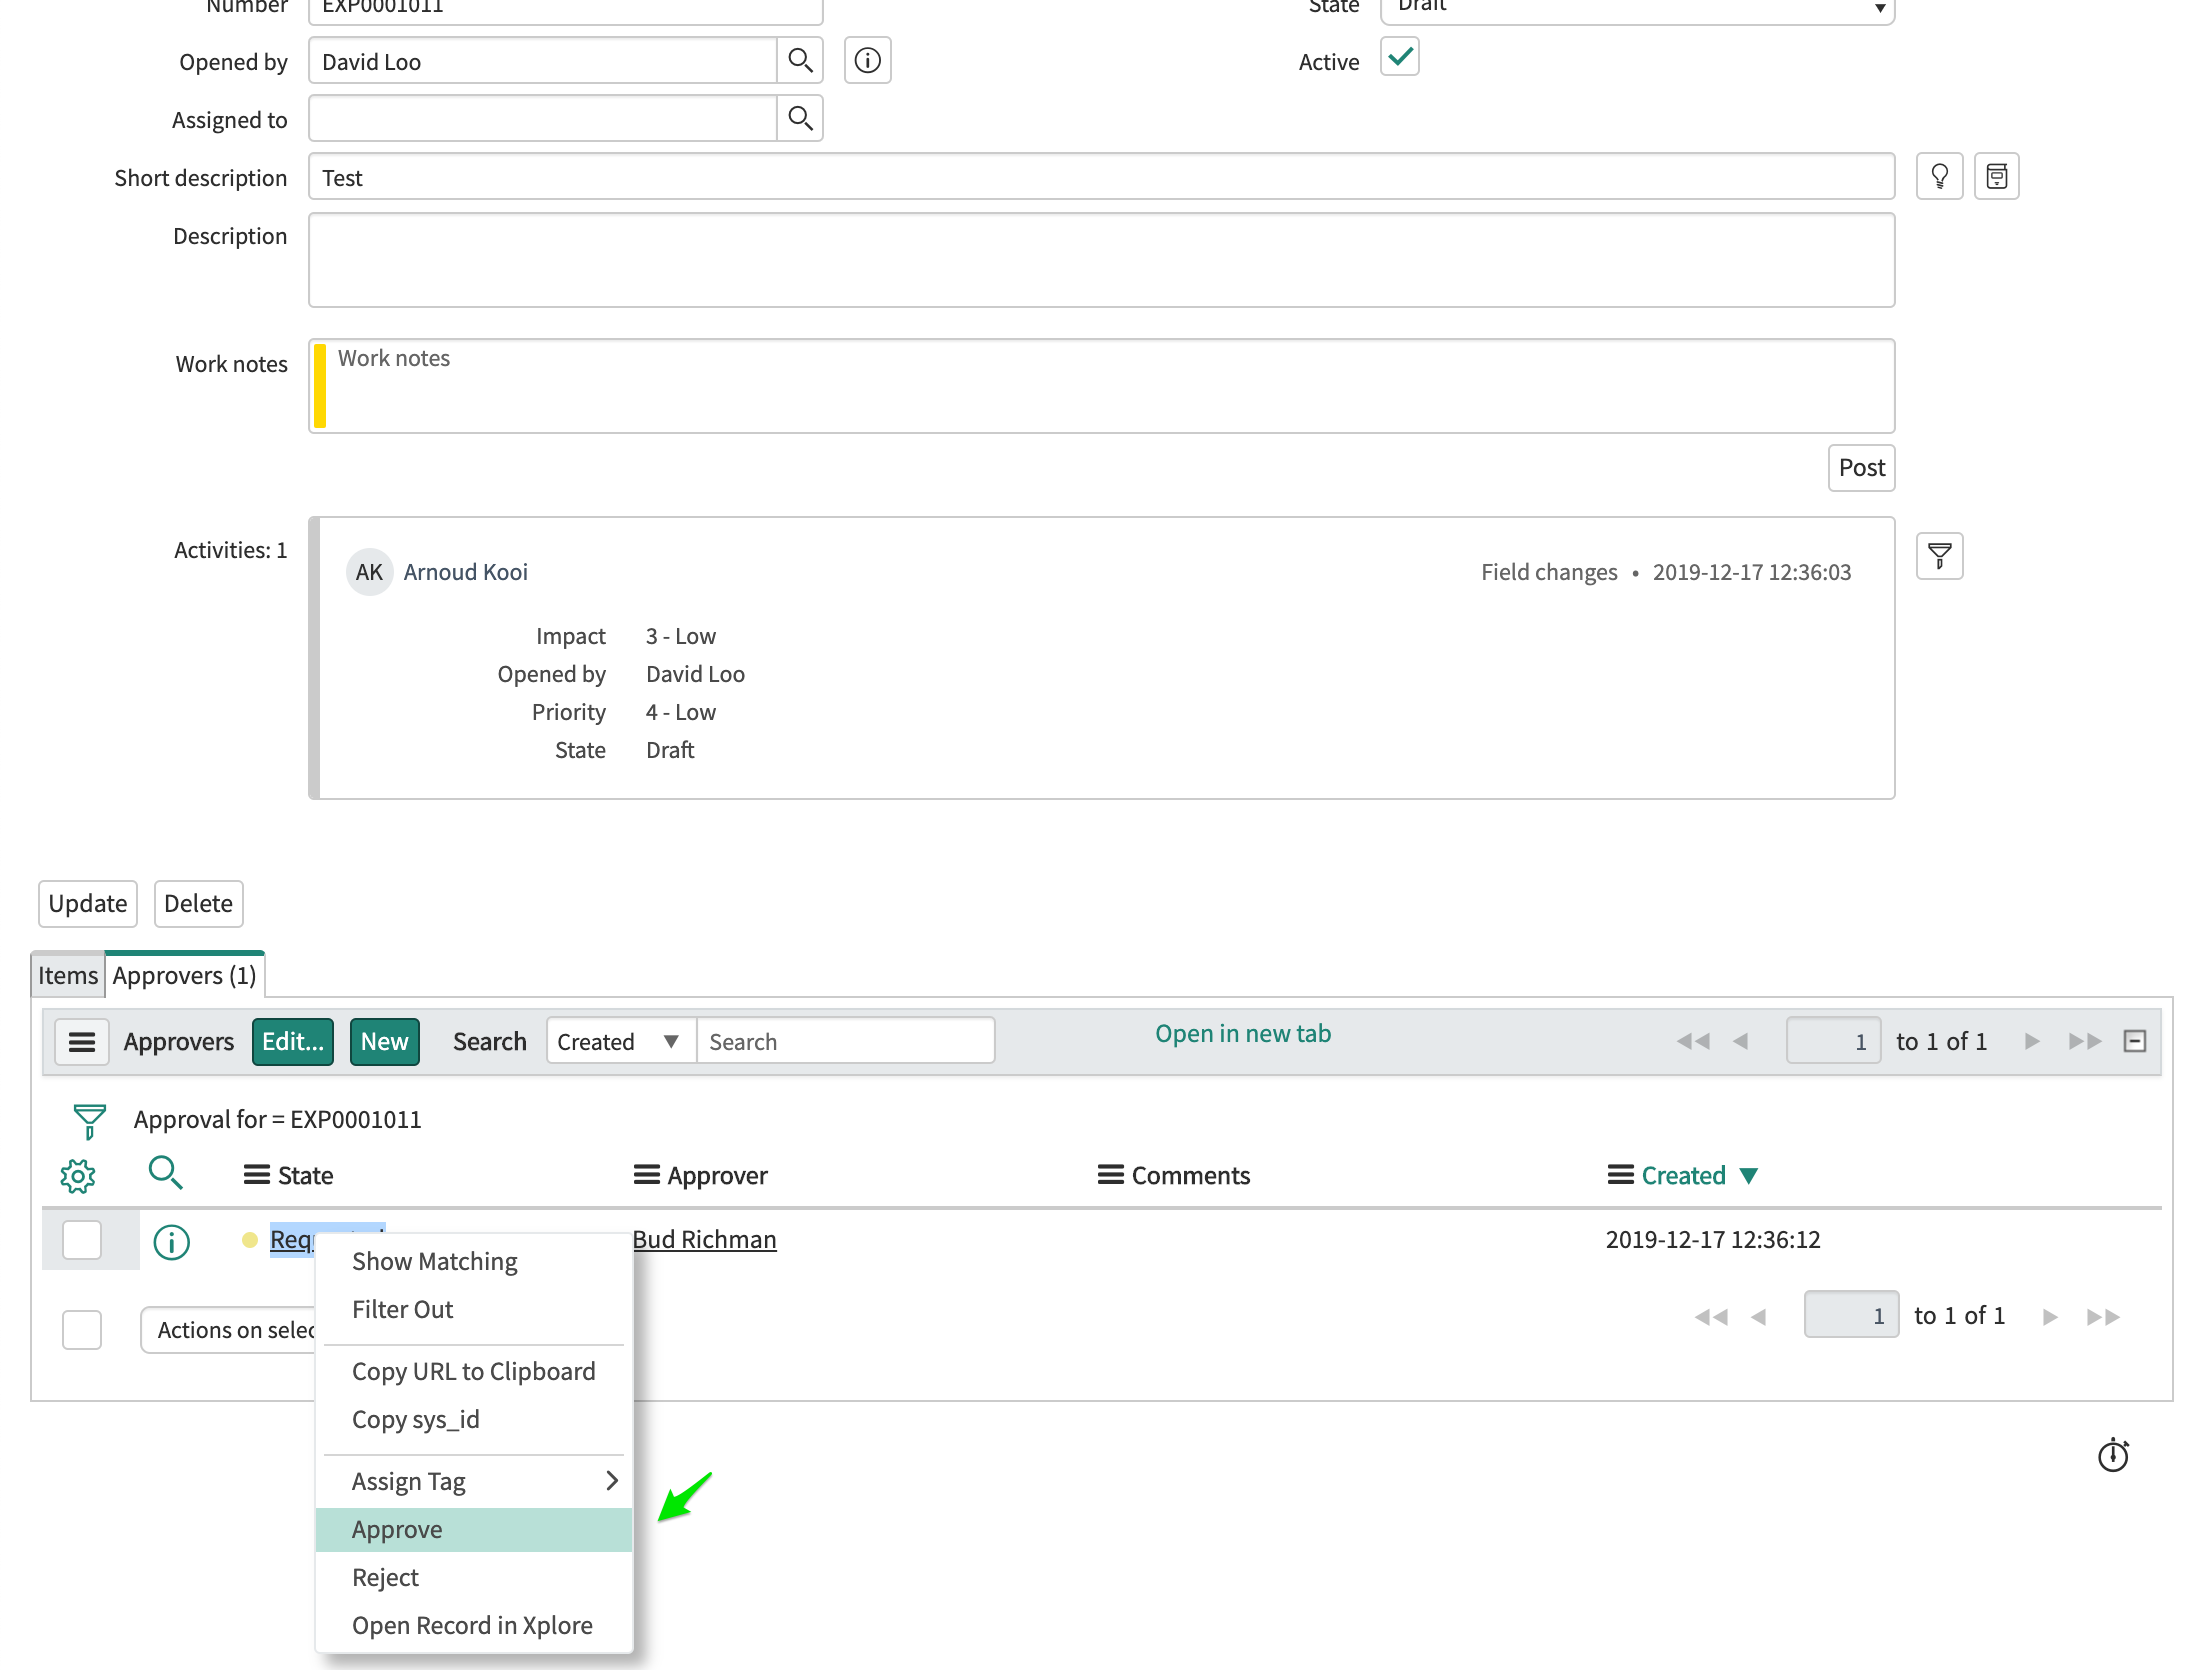 Number EXP0001011 State Draft
Opened by David Loo Active
Assigned to
Short description Test
Description
Work notes Work notes
Post
Activities: 1
AK Arnoud Kooi Field changes • 2019-12-17 12:36:03
Impact 3 - Low
Opened by David Loo
Priority 4 - Low
State Draft
Update Delete
Items Approvers (1)
Approvers Edit... New Search Created Search Open in new tab 1 to 1 of 1
Approval for = EXP0001011
State Approver Comments Created
Req Bud Richman 2019-12-17 12:36:12
Show Matching
Filter Out
Actions on selec 1 to 1 of 1
Copy URL to Clipboard
Copy sys_id
Assign Tag
Approve
Reject
Open Record in Xplore